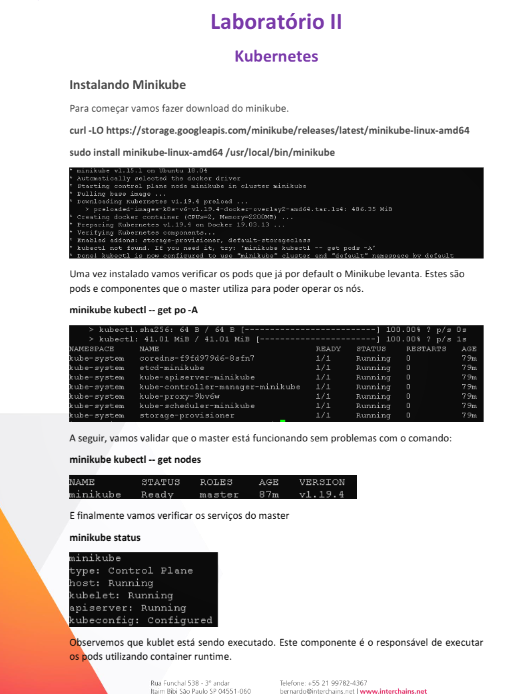 Laboratório II
Kubernetes
Instalando Minikube
Para começar vamos fazer download do minikube.
curl -LO https://storage.googleapis.com/minikube/releases/latest/minikube-linux-amd64
sudo install minikube-linux-amd64 /usr/local/bin/minikube
* minikube v1.15.1 on Ubuntu 18.04
* Automatically selected the docker driver
* Starting control plane node minikube in cluster minikube
* Pulling base image ...
* Downloading Kubernetes v1.19.4 preload ...
> preloaded-images-k8s-v6-v1.19.4-docker-overlay2-amd64.tar.lz4: 486.35 MiB
* Creating docker container (CPUs=2, Memory=2200MB) ...
* Preparing Kubernetes v1.19.4 on Docker 19.03.13 ...
* Verifying Kubernetes components...
* Enabled addons: storage-provisioner, default-storageclass
* kubectl not found. If you need it, try: 'minikube kubectl -- get pods -A'
* Done! kubectl is now configured to use "minikube" cluster and "default" namespace by default
Uma vez instalado vamos verificar os pods que já por default o Minikube levanta. Estes são
pods e componentes que o master utiliza para poder operar os nós.
minikube kubectl -- get po -A
> kubectl.sha256: 64 B / 64 B [--------------------------] 100.00% ? p/s 0s
> kubectl: 41.01 MiB / 41.01 MiB [-----------------------] 100.00% ? p/s 1s
NAMESPACE NAME READY STATUS RESTARTS AGE
kube-system coredns-f9fd979d6-8sfn7 1/1 Running 0 79m
kube-system etcd-minikube 1/1 Running 0 79m
kube-system kube-apiserver-minikube 1/1 Running 0 79m
kube-system kube-controller-manager-minikube 1/1 Running 0 79m
kube-system kube-proxy-9bv6w 1/1 Running 0 79m
kube-system kube-scheduler-minikube 1/1 Running 0 79m
kube-system storage-provisioner 1/1 Running 0 79m
A seguir, vamos validar que o master está funcionando sem problemas com o comando:
minikube kubectl -- get nodes
NAME STATUS ROLES AGE VERSION
minikube Ready master 87m v1.19.4
E finalmente vamos verificar os serviços do master
minikube status
minikube
type: Control Plane
host: Running
kubelet: Running
apiserver: Running
kubeconfig: Configured
Observemos que kublet está sendo executado. Este componente é o responsável de executar
os pods utilizando container runtime.
Rua Funchal 538 - 3° andar
Itaim Bibi São Paulo SP 04551-060
Telefone: +55 21 99782-4367
bernardo@interchains.net | www.interchains.net